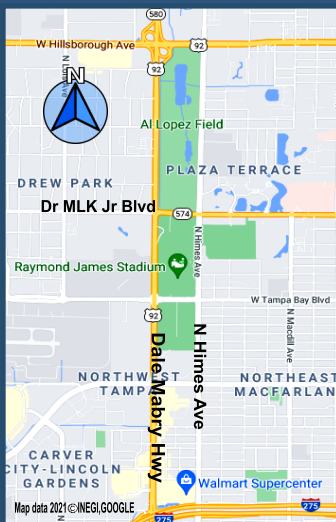 580
W Hillsborough Ave
92
92
N
Al Lopez Field
PLAZA TERRACE
DREW PARK
Dr MLK Jr Blvd
574
N Himes Ave
Raymond James Stadium
W Tampa Bay Blvd
92
N Macdill Ave
Dale Mabry Hwy
N Himes Ave
NORTHWEST
TAMPA
NORTHEAST
MACFARLAN
CARVER
CITY-LINCOLN
GARDENS
Walmart Supercenter
Map data 2021©INEGI,GOOGLE
275
275